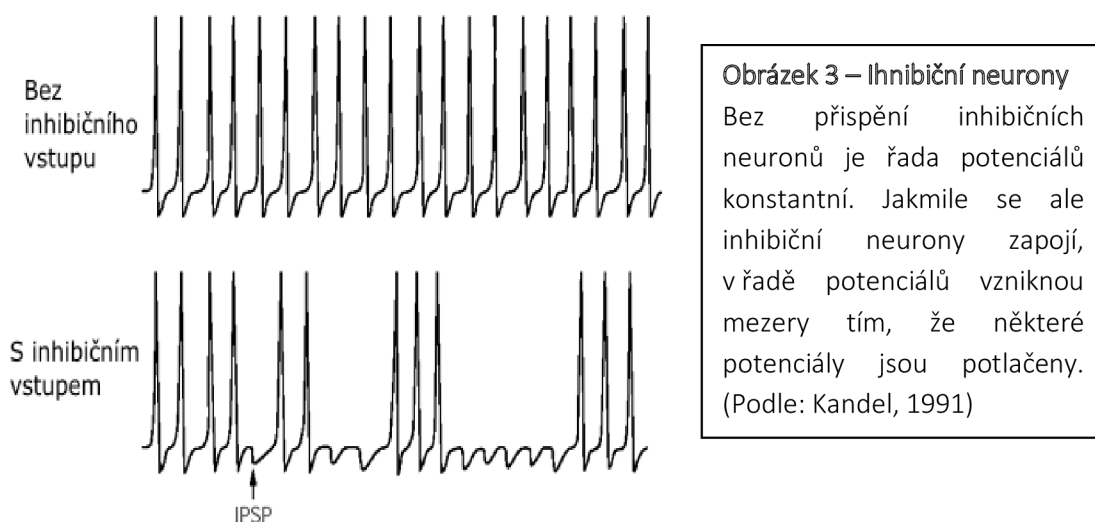 Bez
inhibičního
vstupu
S inhibičním
vstupem
IPSP
Obrázek 3 – Ihnibiční neurony
Bez přispění inhibičních
neuronů je řada potenciálů
konstantní. Jakmile se ale
inhibiční neurony zapojí,
v řadě potenciálů vzniknou
mezery tím, že některé
potenciály jsou potlačeny.
(Podle: Kandel, 1991)